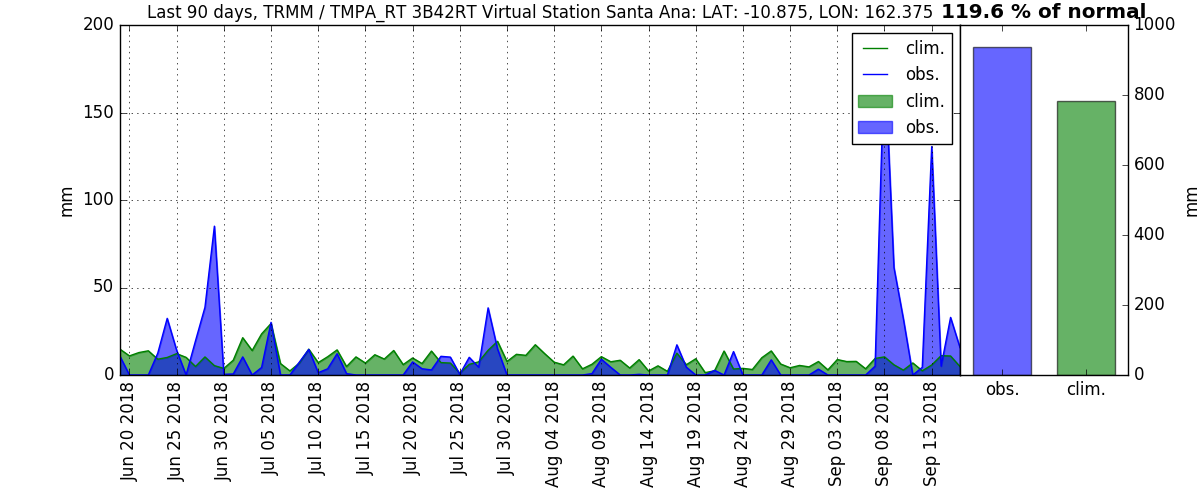 Last 90 days, TRMM / TMPA_RT 3B42RT Virtual Station Santa Ana: LAT: -10.875, LON: 162.375 119.6 % of normal
200
150
100
50
0
mm
clim.
obs.
clim.
obs.
1000
800
600
400
200
0
mm
obs.
clim.
Jun 20 2018
Jun 25 2018
Jun 30 2018
Jul 05 2018
Jul 10 2018
Jul 15 2018
Jul 20 2018
Jul 25 2018
Jul 30 2018
Aug 04 2018
Aug 09 2018
Aug 14 2018
Aug 19 2018
Aug 24 2018
Aug 29 2018
Sep 03 2018
Sep 08 2018
Sep 13 2018